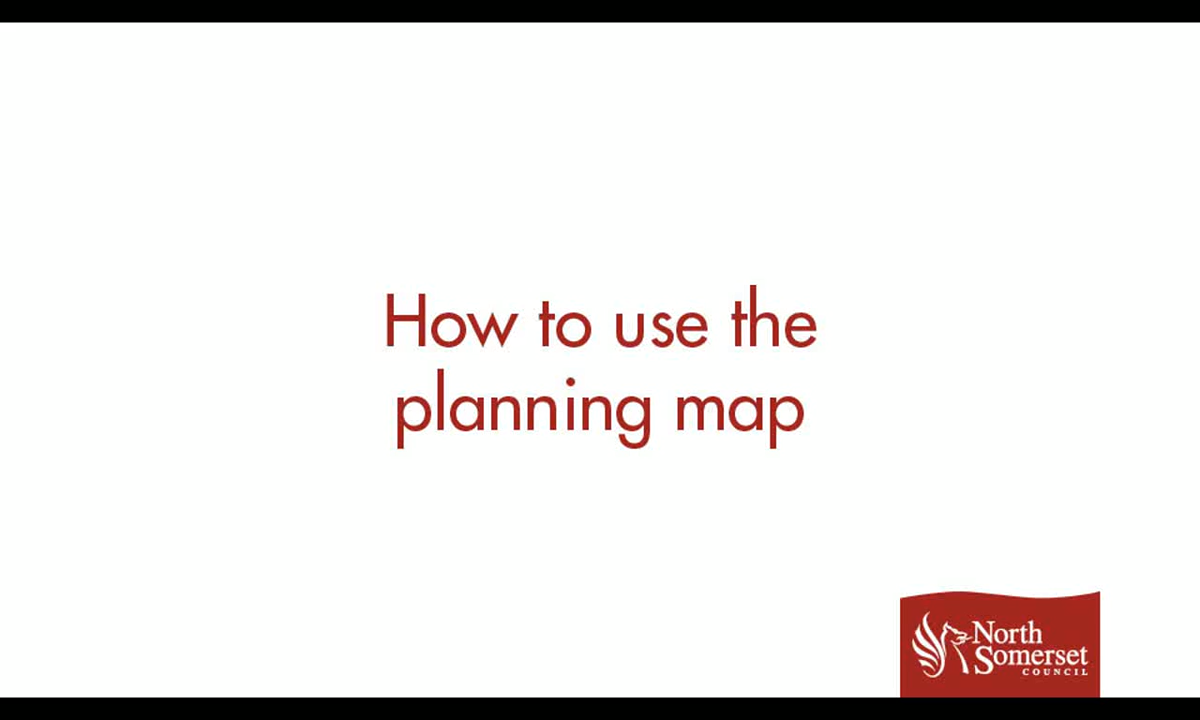 How to use the
planning map
North
Somerset
COUNCIL